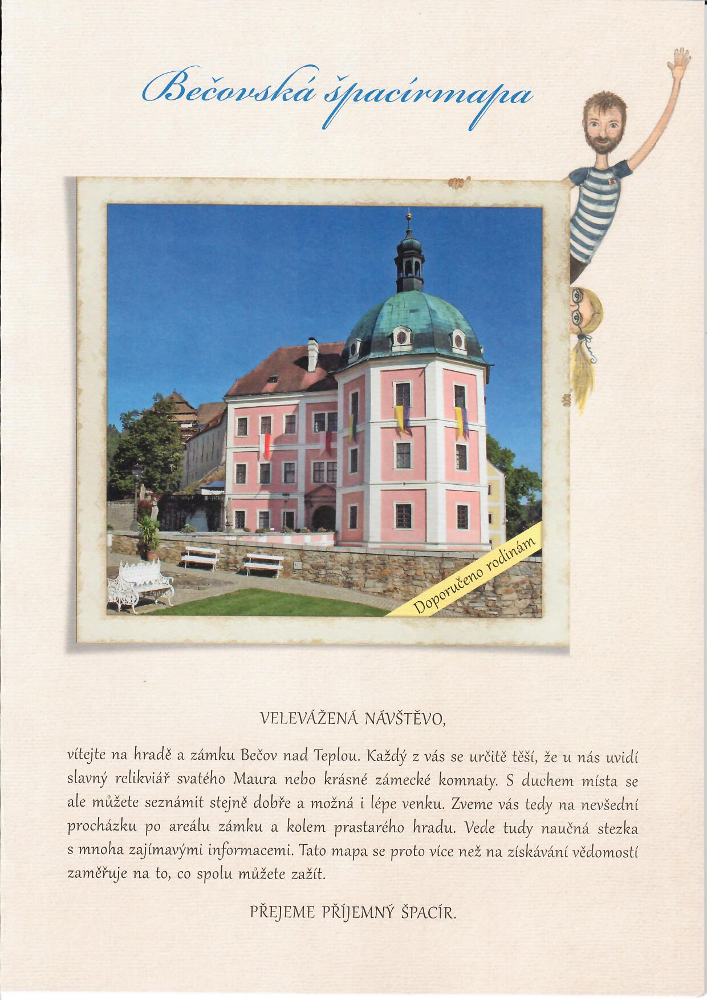 Bečovská špacírmapa
Doporučeno rodinám
VELEVÁŽENÁ NÁVŠTĚVO,
vítejte na hradě a zámku Bečov nad Teplou. Každý z vás se určitě těší, že u nás uvidí
slavný relikviář svatého Maura nebo krásné zámecké komnaty. S duchem místa se
ale můžete seznámit stejně dobře a možná i lépe venku. Zveme vás tedy na nevšední
procházku po areálu zámku a kolem prastarého hradu. Vede tudy naučná stezka
s mnoha zajímavými informacemi. Tato mapa se proto více než na získávání vědomostí
zaměřuje na to, co spolu můžete zažít.
PŘEJEME PŘÍJEMNÝ ŠPACÍR.